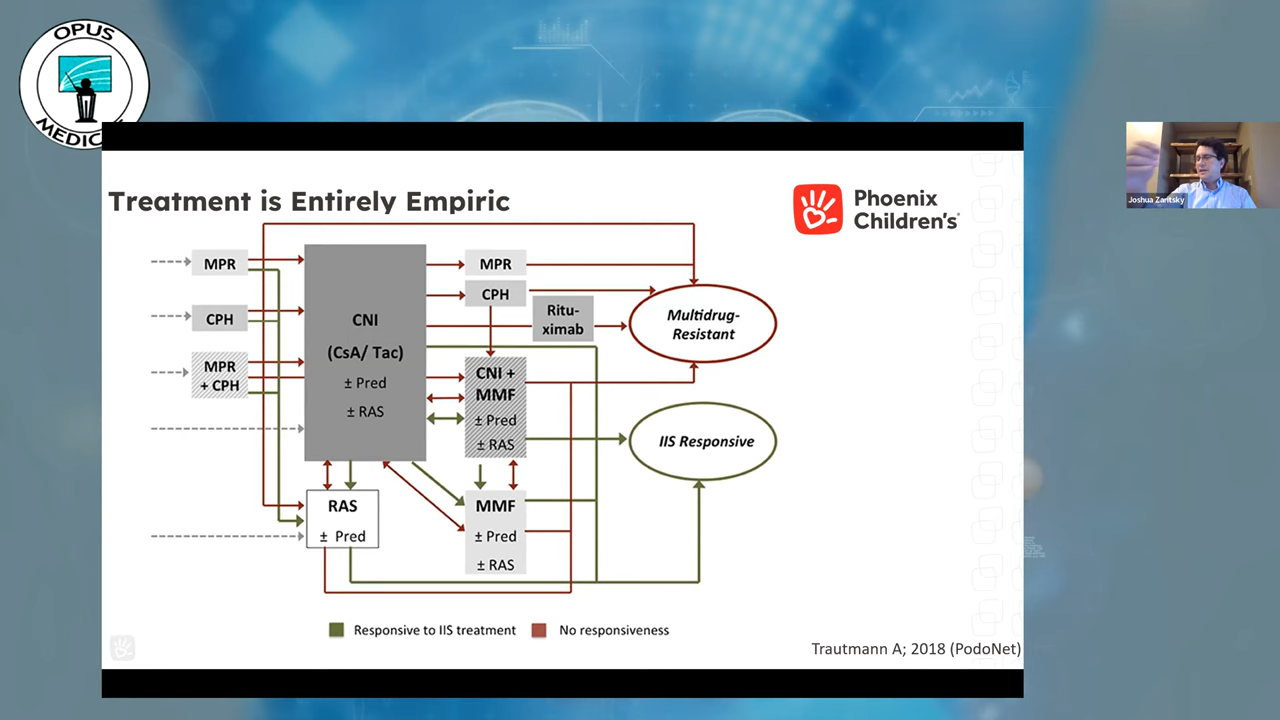 OPUS
MEDIC
Treatment is Entirely Empiric
Phoenix
Children's
MPR
CPH
MPR
+ CPH
CNI
(CsA/ Tac)
± Pred
± RAS
MPR
CPH
Ritu-
ximab
CNI +
MMF
± Pred
± RAS
Multidrug-
Resistant
IIS Responsive
RAS
± Pred
MMF
± Pred
± RAS
Responsive to IIS treatment
No responsiveness
Trautmann A; 2018 (PodoNet)
Joshua Zaritsky